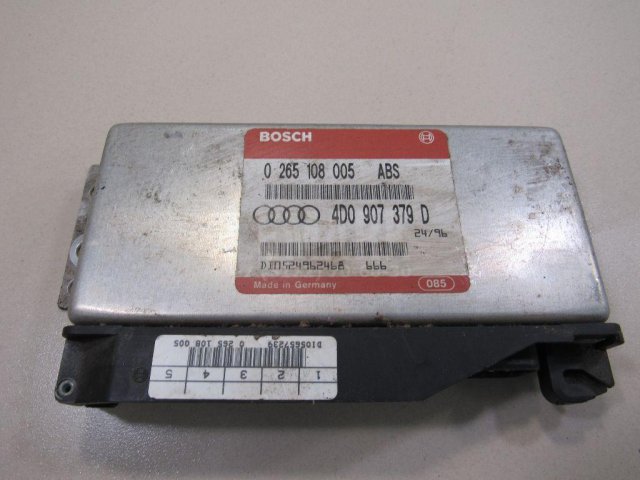 BOSCH
0 265 108 005 ABS
4D0 907 379 D
24/96
666
Made in Germany 085
D105657239 0 265 108 005
1 2 3 4 5